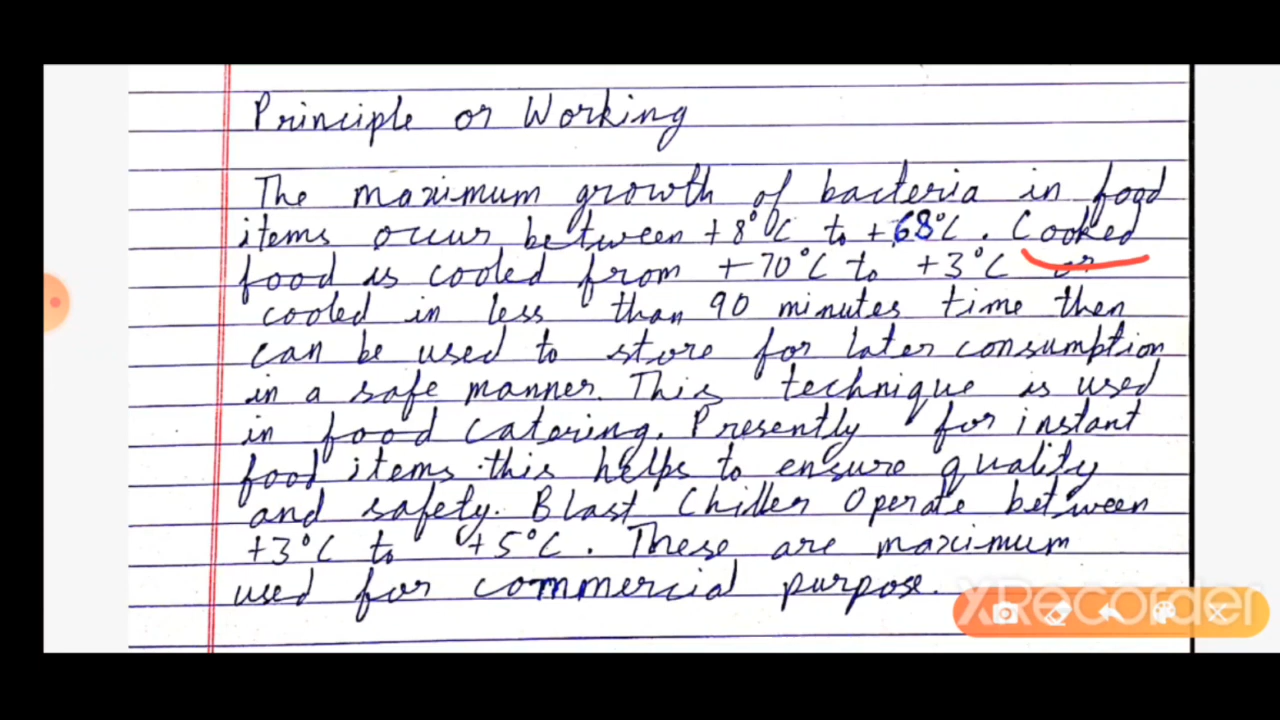 Principle or Working
The maximum growth of bacteria in food
items occur between +8°C to +68°C. Cooked
food is cooled from +70°C to +3°C or
cooled in less than 90 minutes time then
can be used to store for later consumption
in a safe manner. This technique is used
in food catering. Presently for instant
food items this helps to ensure quality
and safety. Blast Chiller Operate between
+3°C to +5°C. These are maximum
used for commercial purpose.
XRecorder